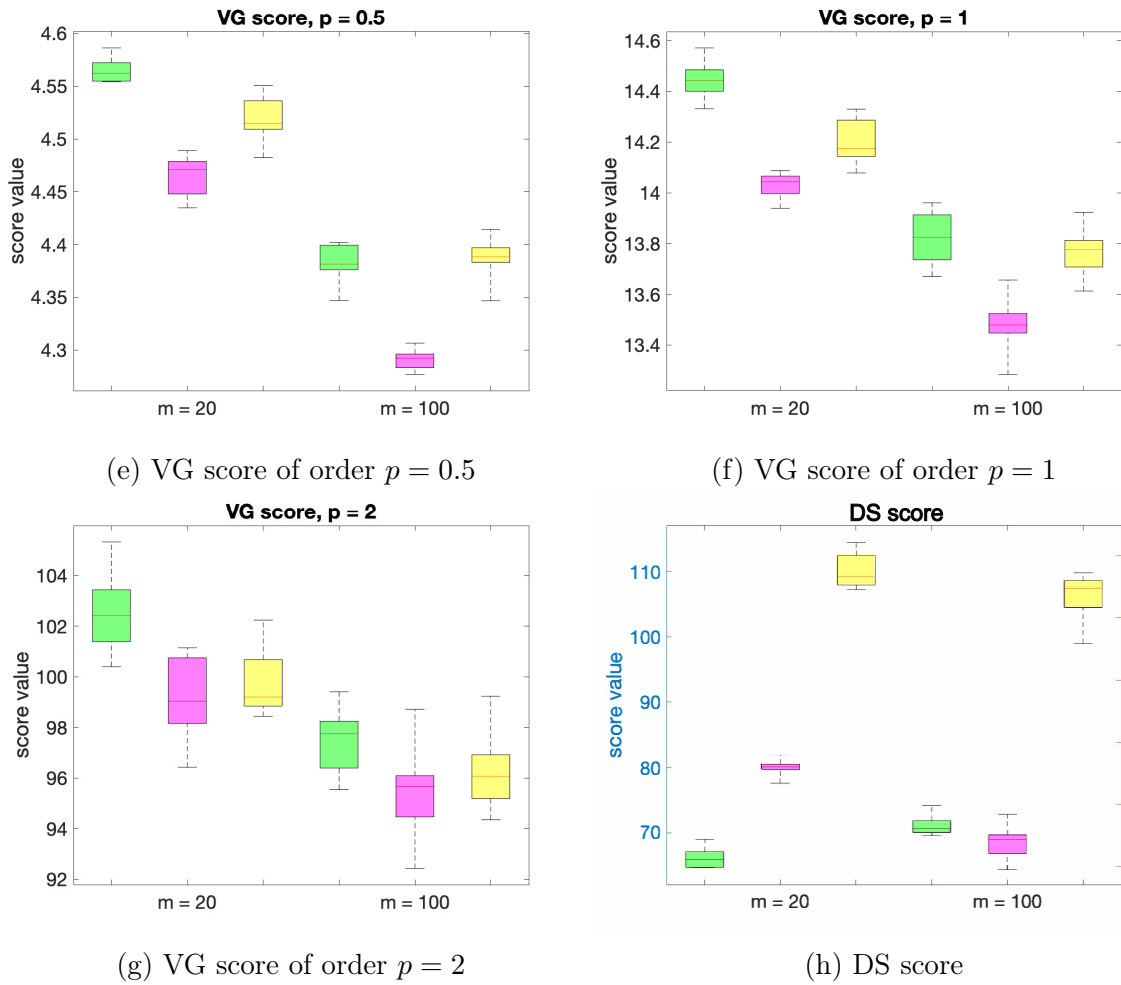 VG score, p = 0.5
4.6
4.55
4.5
4.45
4.4
4.35
4.3
score value
m = 20
m = 100
(e) VG score of order p = 0.5
VG score, p = 1
14.6
14.4
14.2
14
13.8
13.6
13.4
score value
m = 20
m = 100
(f) VG score of order p = 1
VG score, p = 2
104
102
100
98
96
94
92
score value
m = 20
m = 100
(g) VG score of order p = 2
DS score
110
100
90
80
70
score value
m = 20
m = 100
(h) DS score